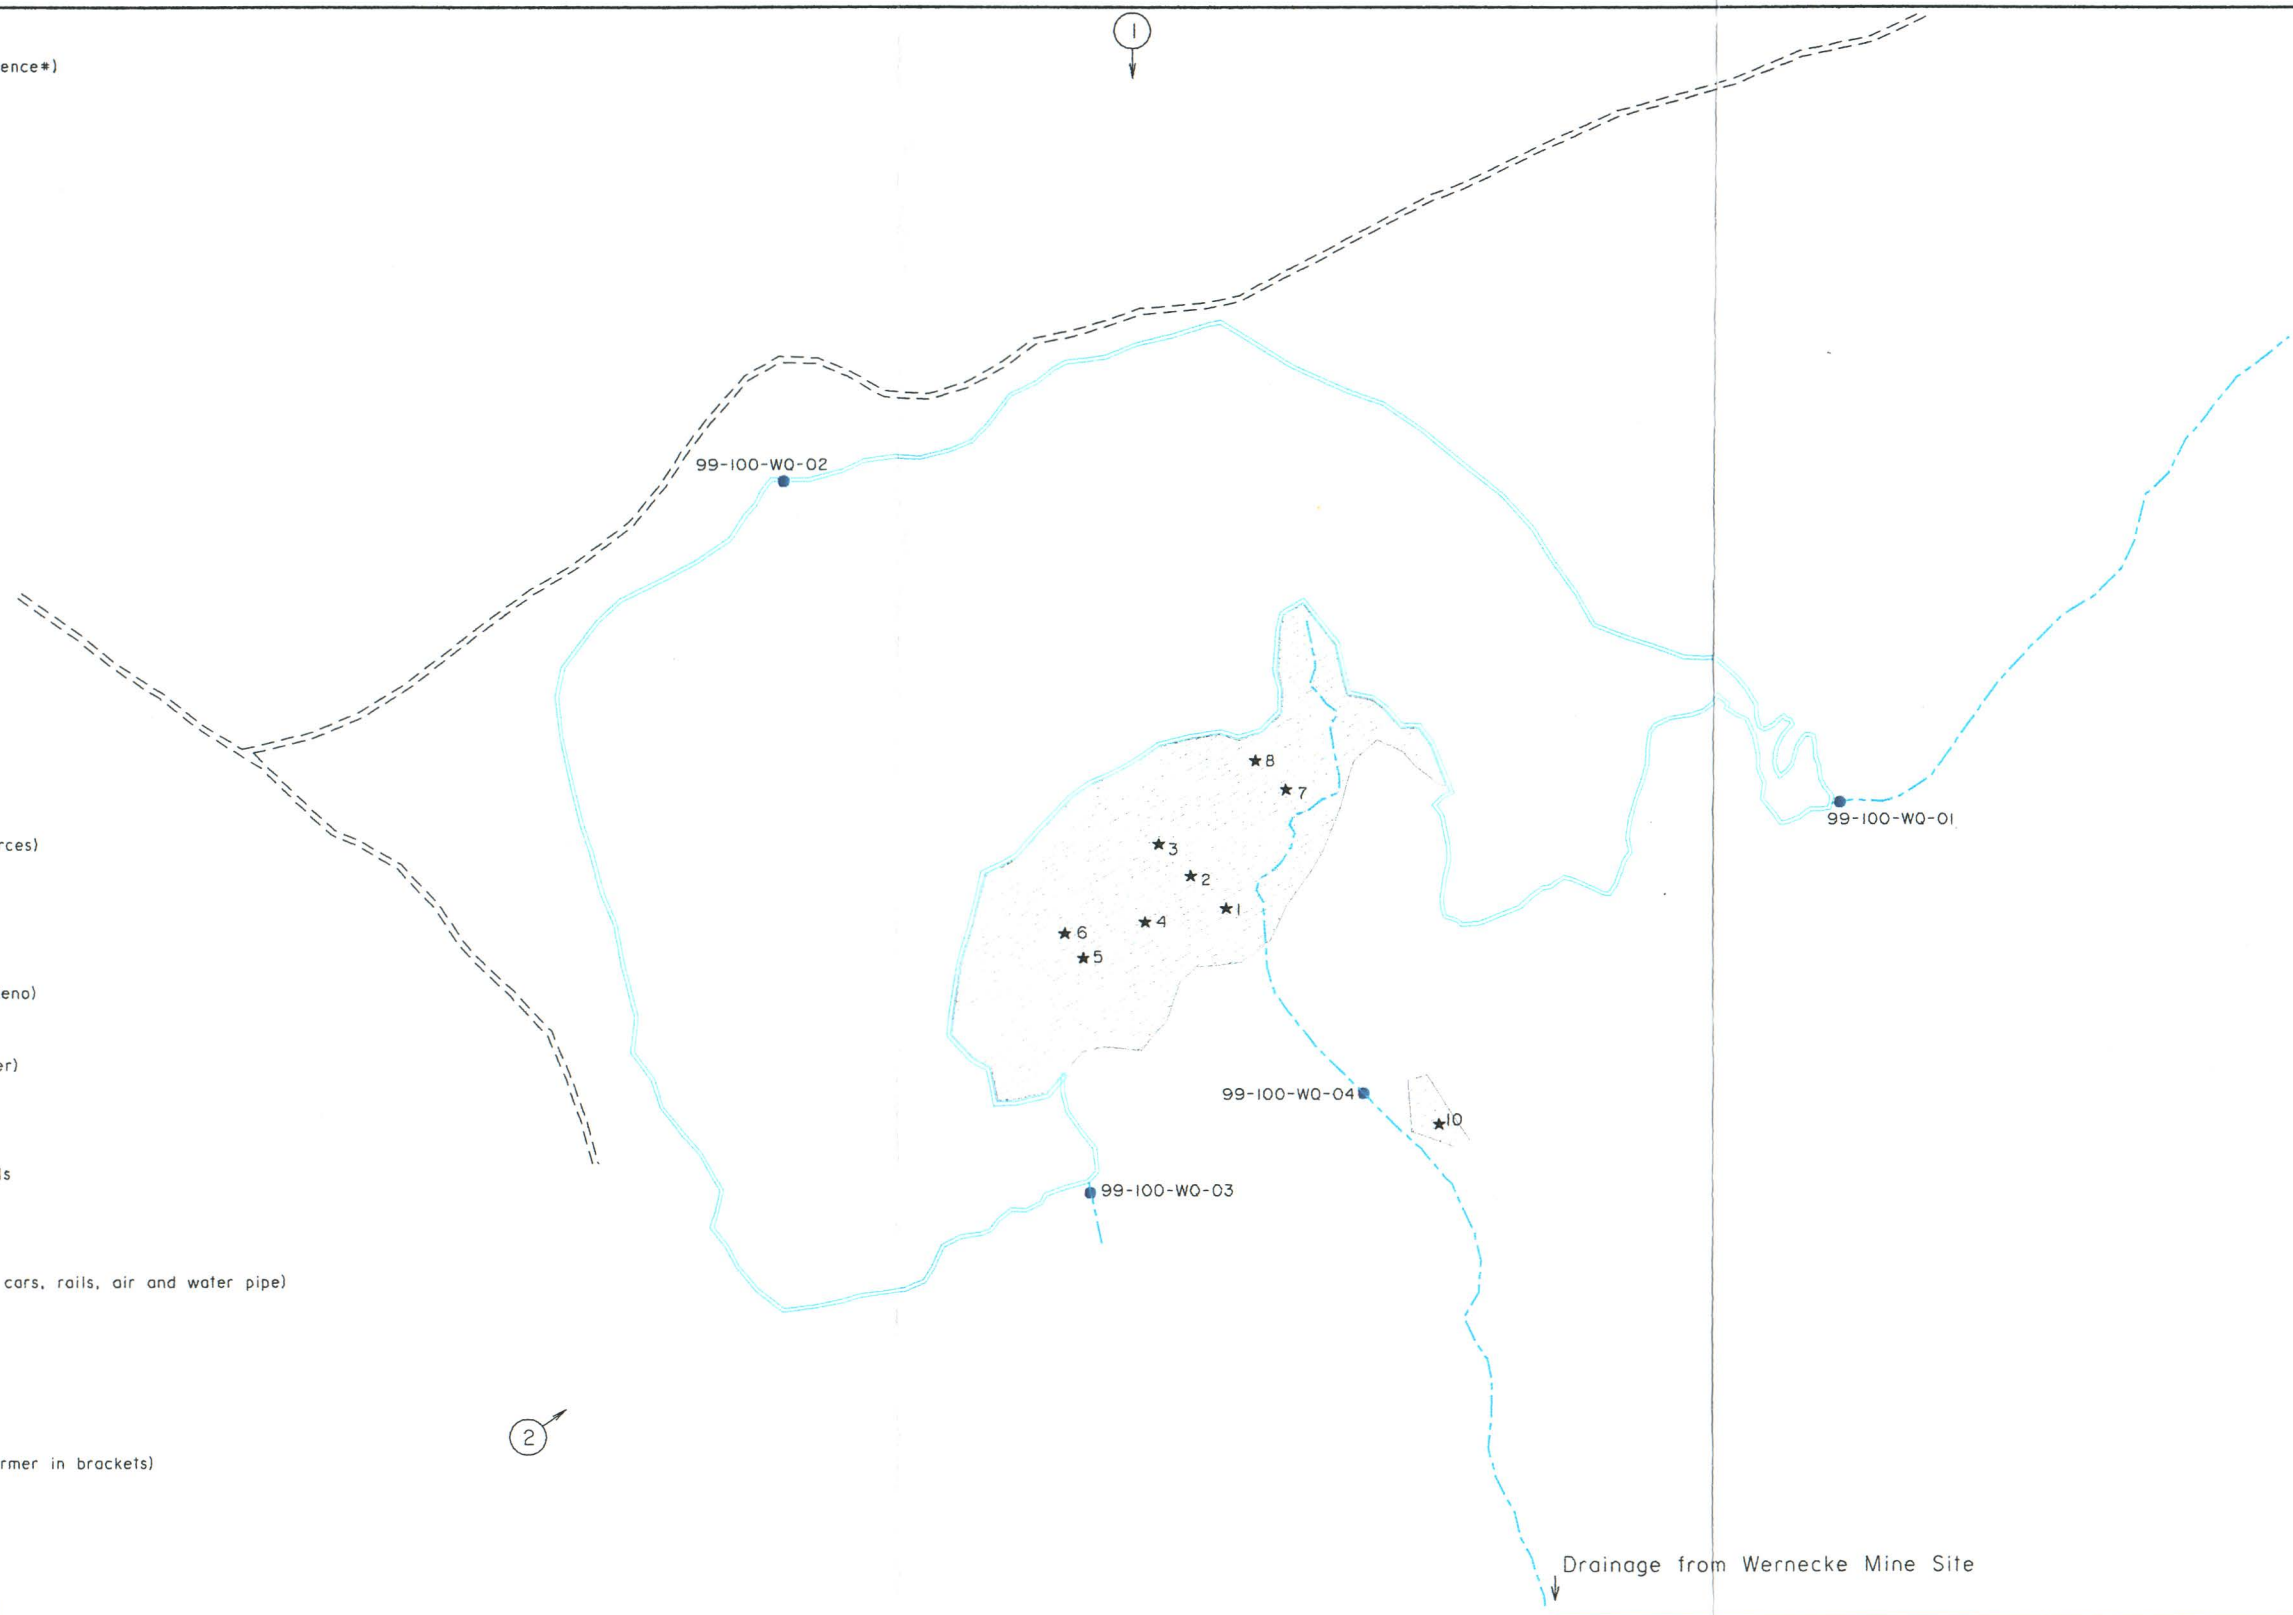 1
ence#)
99-100-WQ-02
8
7
rces)
99-100-WQ-01
3
2
1
4
6
5
eno)
er)
99-100-WQ-04
10
ls
99-100-WQ-03
cars, rails, air and water pipe)
2
rmer in brackets)
Drainage from Wernecke Mine Site